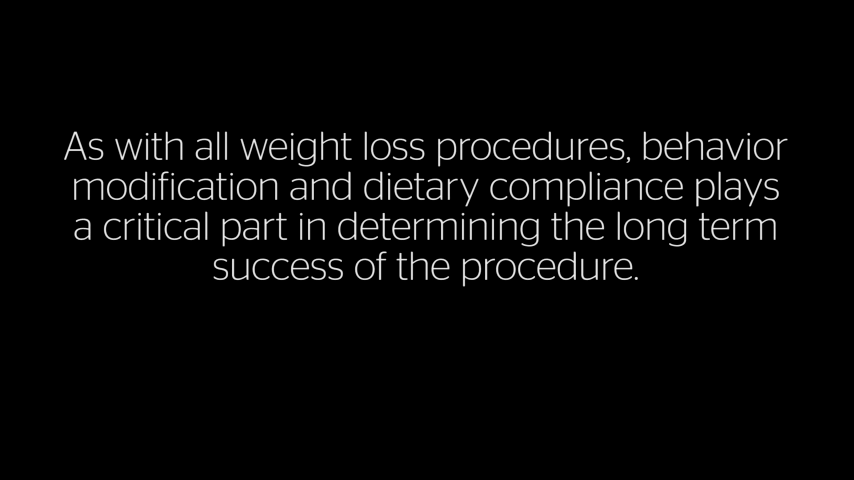 As with all weight loss procedures, behavior
modification and dietary compliance plays
a critical part in determining the long term
success of the procedure.